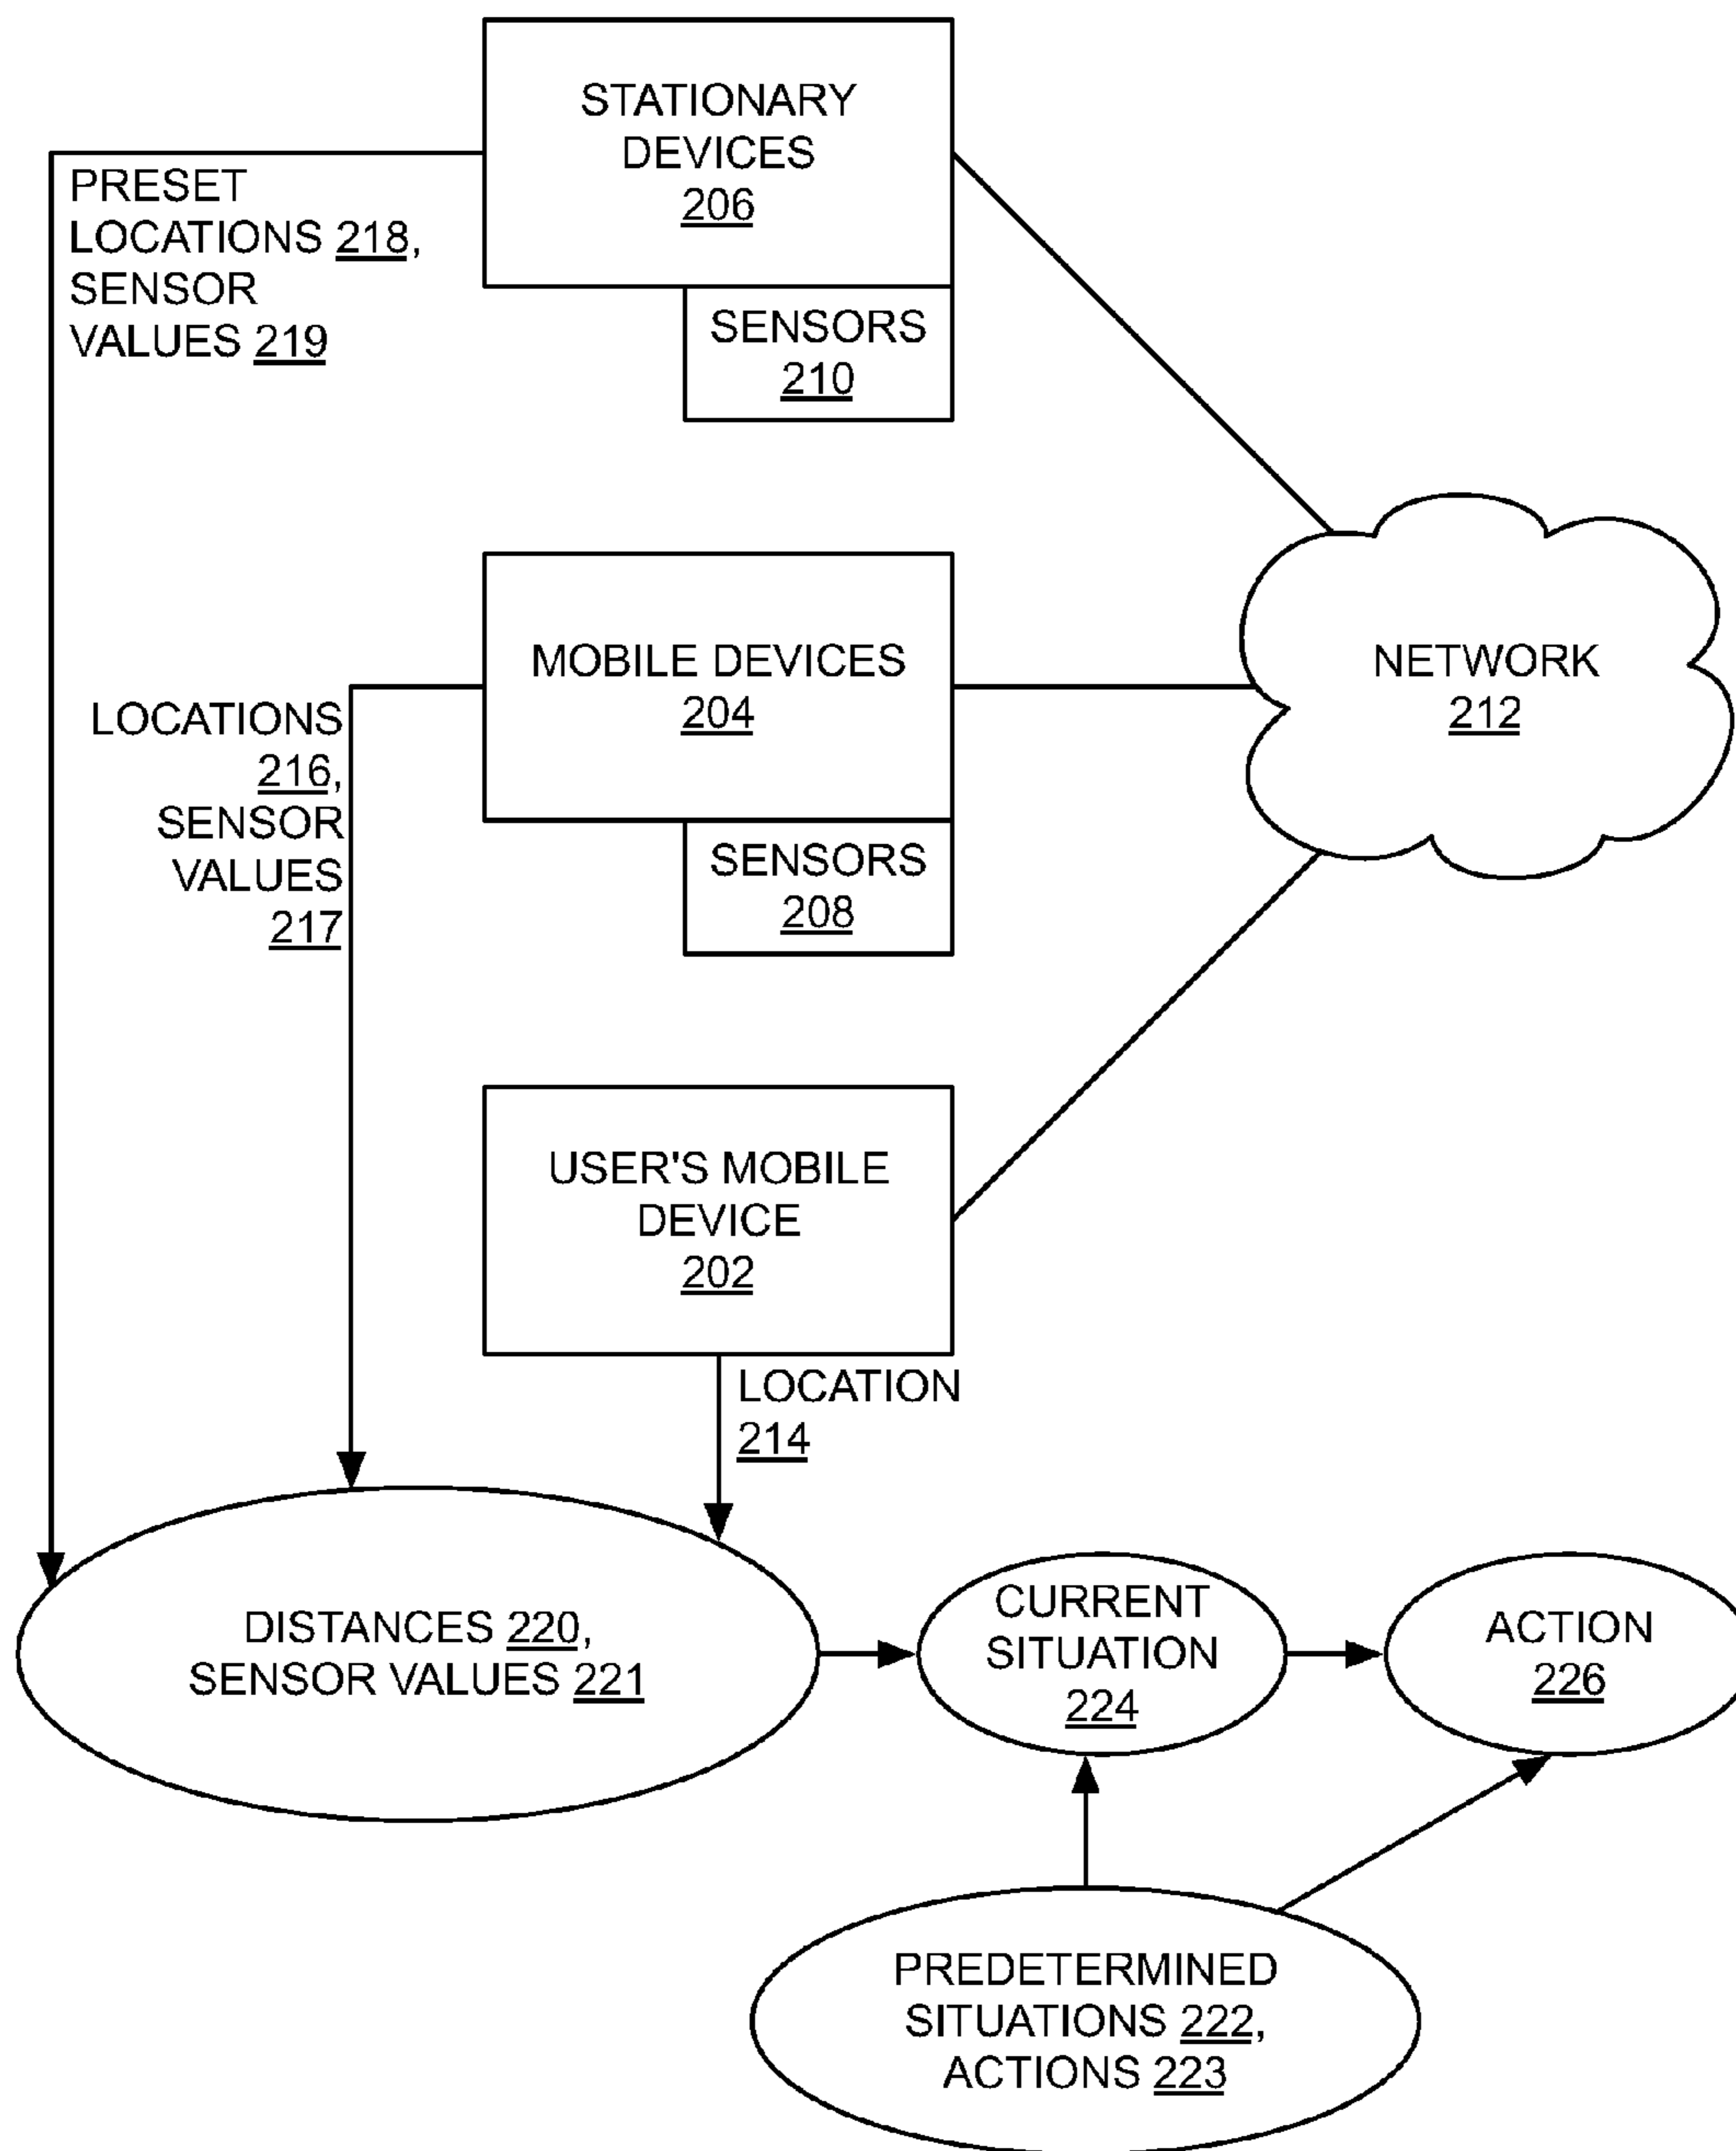 STATIONARY
DEVICES
206
PRESET
LOCATIONS 218,
SENSOR
VALUES 219
SENSORS
210
MOBILE DEVICES
204
NETWORK
212
LOCATIONS
216,
SENSOR
VALUES
217
SENSORS
208
USER'S MOBILE
DEVICE
202
LOCATION
214
DISTANCES 220,
SENSOR VALUES 221
CURRENT
SITUATION
224
ACTION
226
PREDETERMINED
SITUATIONS 222,
ACTIONS 223